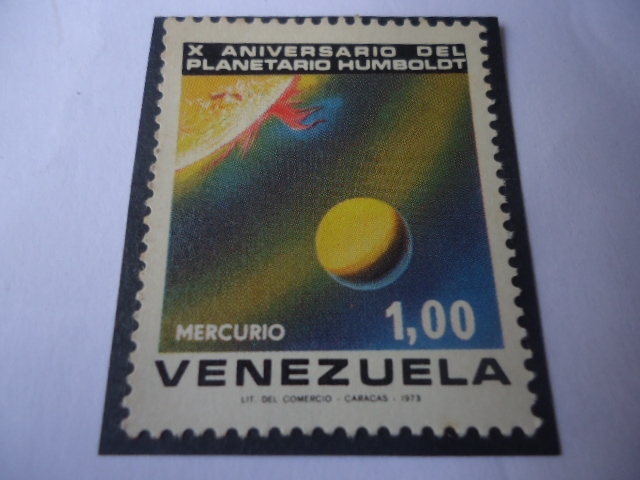 X ANIVERSARIO DEL
PLANETARIO HUMBOLDT
MERCURIO
1,00
VENEZUELA
LIT. DEL COMERCIO - CARACAS - 1973